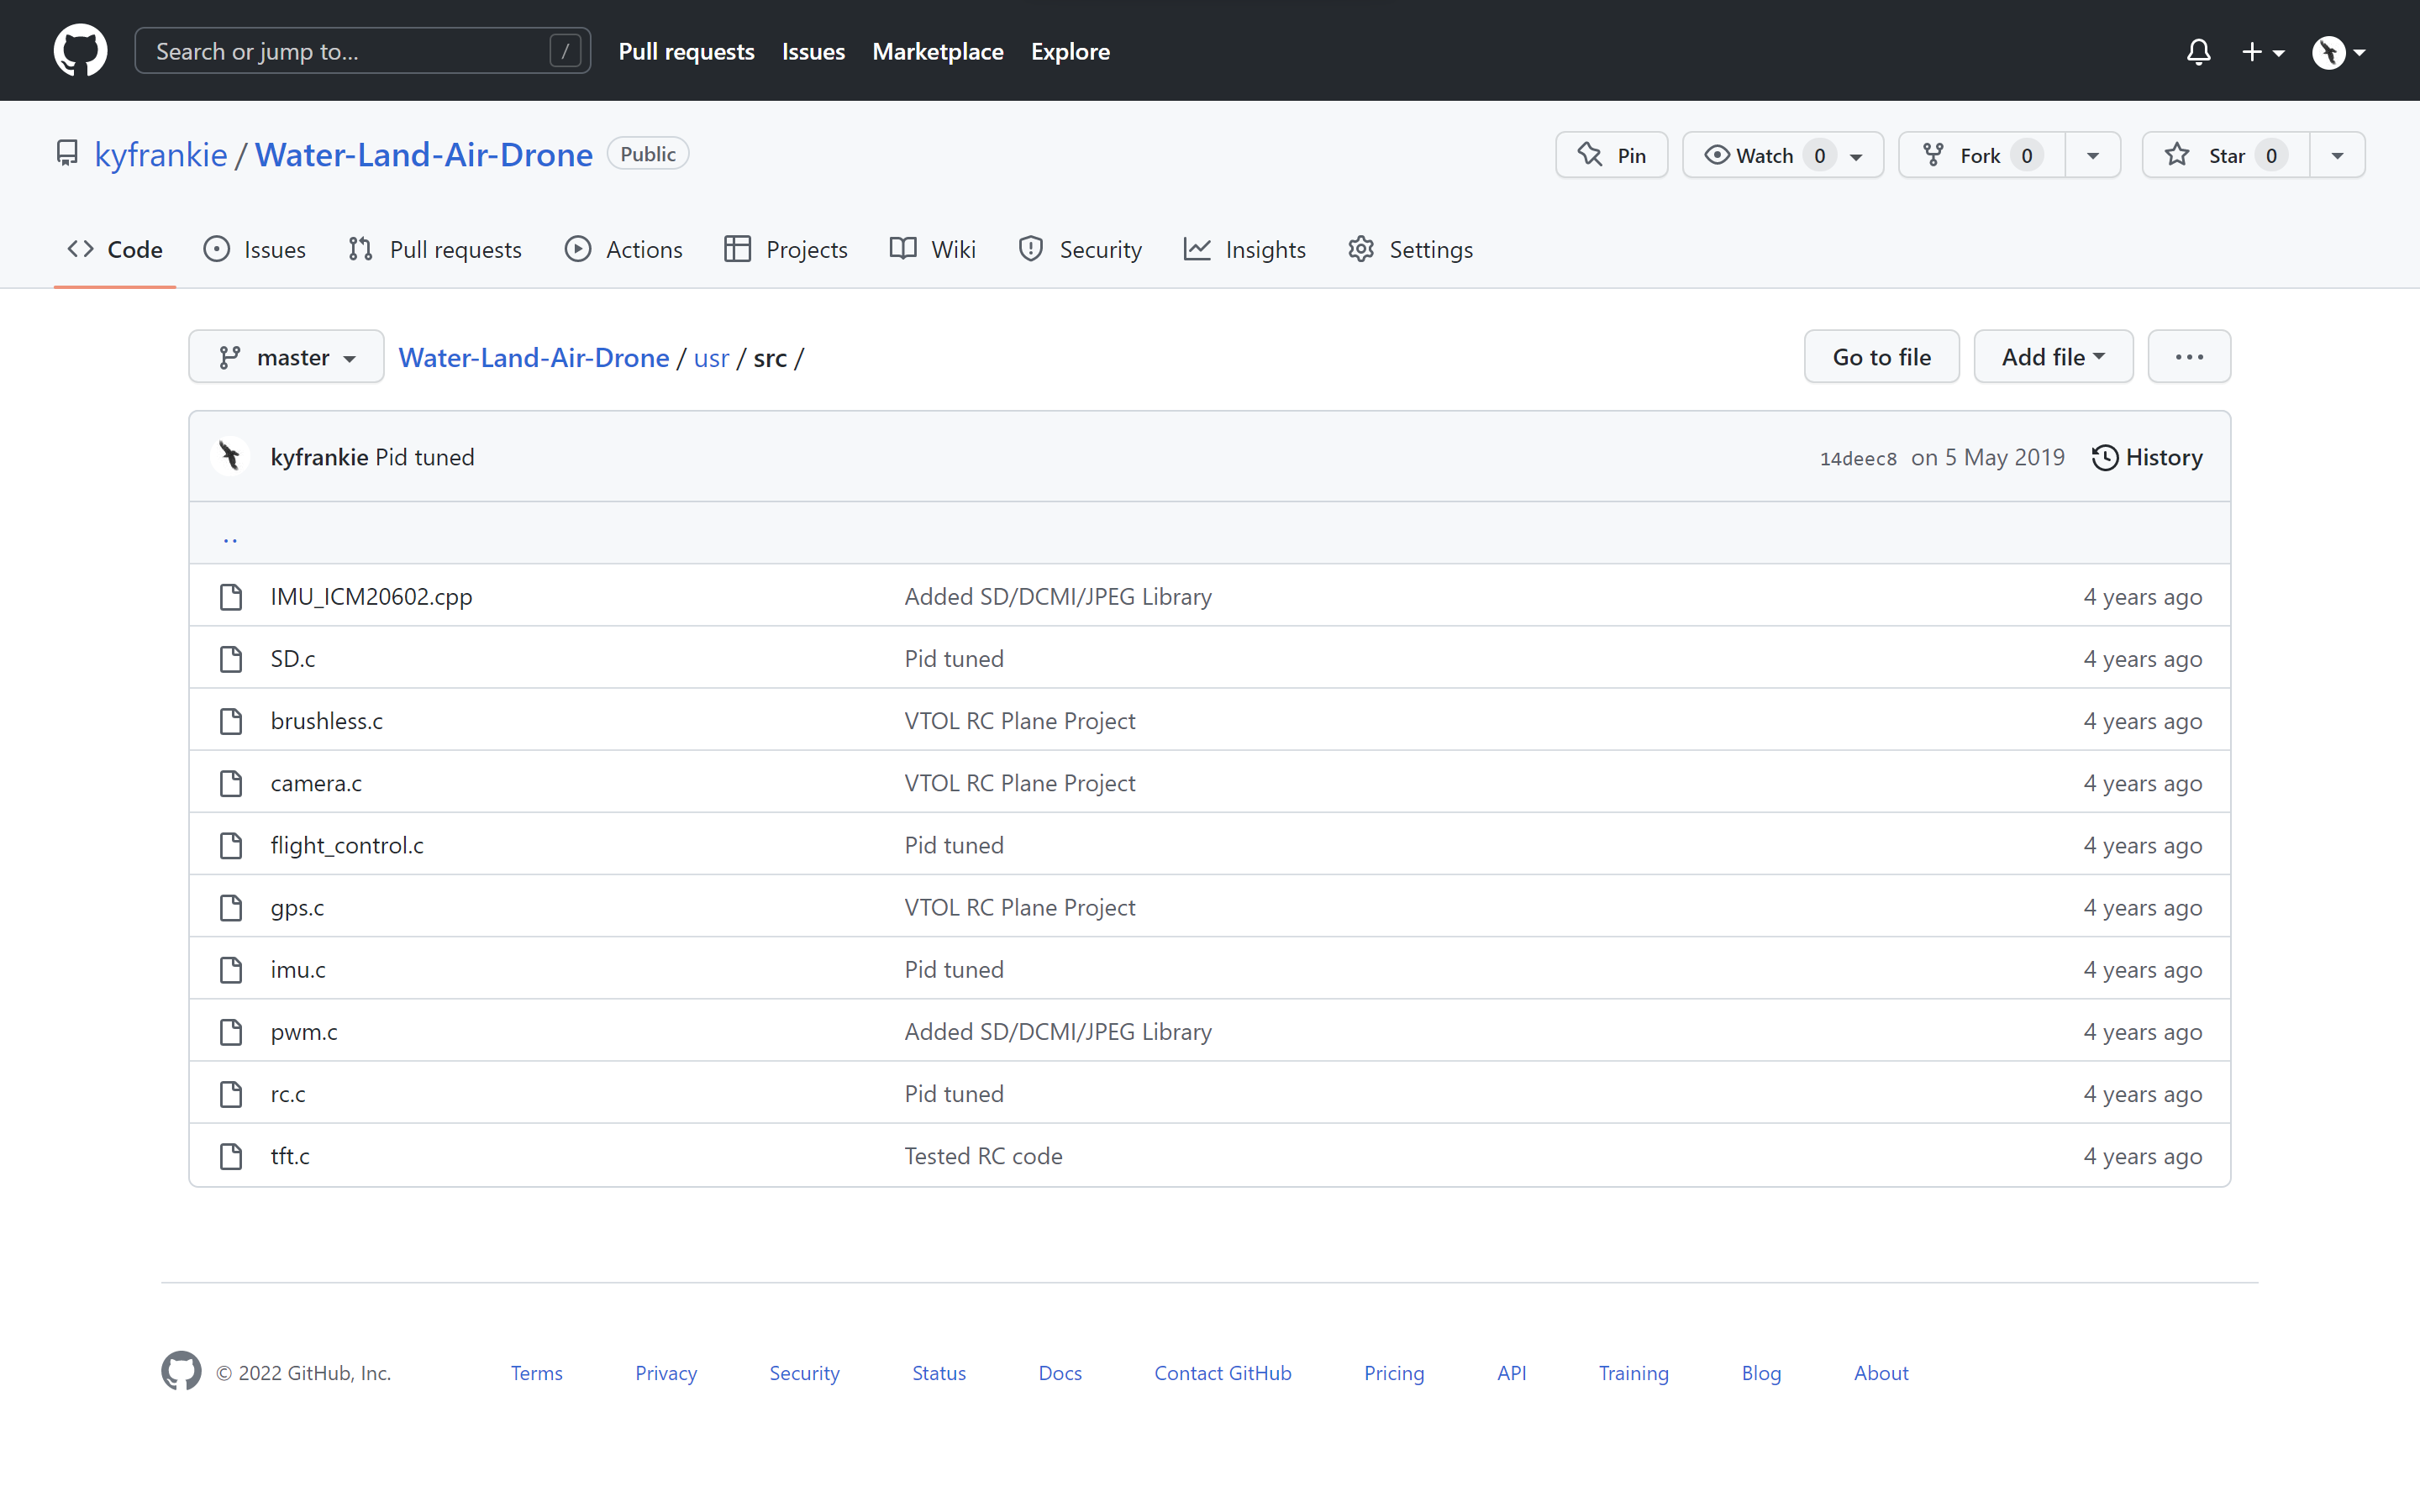 Search or jump to... / Pull requests Issues Marketplace Explore
kyfrankie / Water-Land-Air-Drone Public Pin Watch 0 Fork 0 Star 0
Code Issues Pull requests Actions Projects Wiki Security Insights Settings
master Water-Land-Air-Drone / usr / src / Go to file Add file ...
kyfrankie Pid tuned 14deec8 on 5 May 2019 History
..
IMU_ICM20602.cpp Added SD/DCMI/JPEG Library 4 years ago
SD.c Pid tuned 4 years ago
brushless.c VTOL RC Plane Project 4 years ago
camera.c VTOL RC Plane Project 4 years ago
flight_control.c Pid tuned 4 years ago
gps.c VTOL RC Plane Project 4 years ago
imu.c Pid tuned 4 years ago
pwm.c Added SD/DCMI/JPEG Library 4 years ago
rc.c Pid tuned 4 years ago
tft.c Tested RC code 4 years ago
© 2022 GitHub, Inc. Terms Privacy Security Status Docs Contact GitHub Pricing API Training Blog About